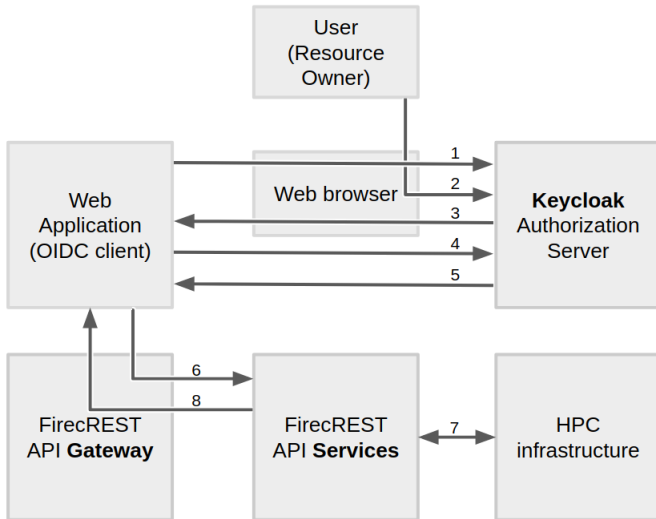 User
(Resource
Owner)
1
Web browser
2
3
4
5
Web
Application
(OIDC client)
Keycloak
Authorization
Server
6
8
FirecREST
API Gateway
FirecREST
API Services
7
HPC
infrastructure